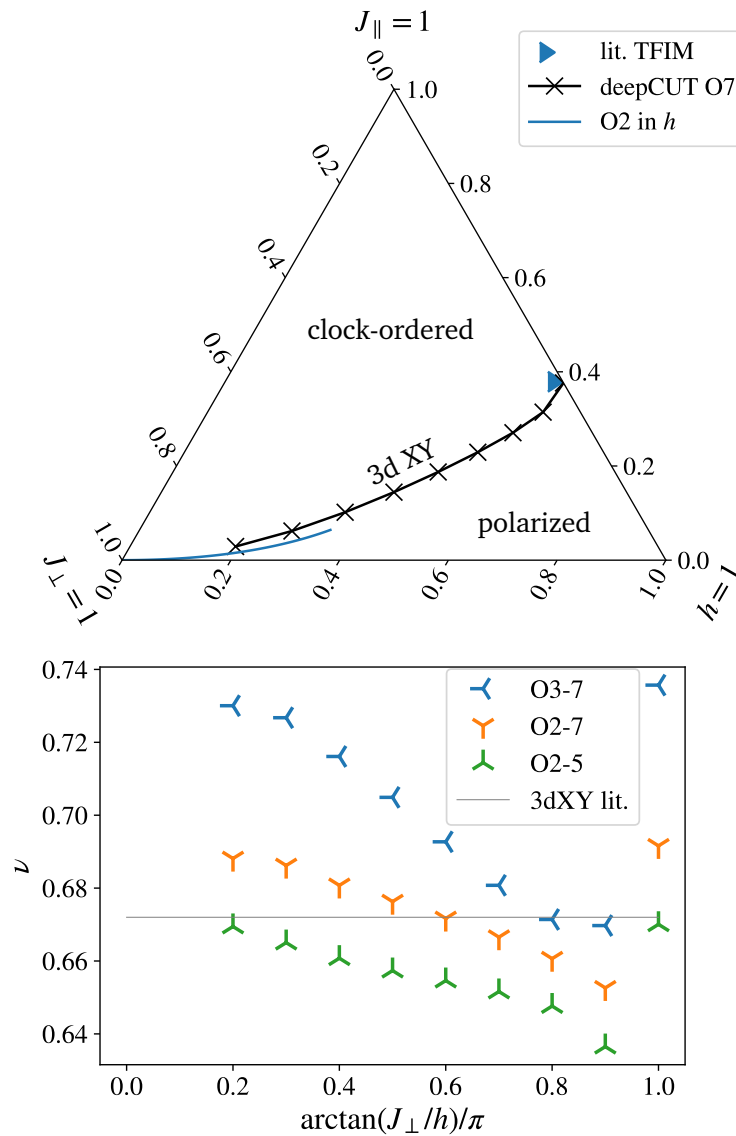 J∥ = 1
lit. TFIM
deepCUT O7
O2 in h
0.0
1.0
0.2
0.8
0.4
0.6
clock-ordered
0.6
0.4
0.8
3d XY
0.2
polarized
1.0
0.0
J⊥ = 1
h = 1
0.0
0.2
0.4
0.6
0.8
1.0
0.74
O3-7
0.72
O2-7
O2-5
0.70
3dXY lit.
ν
0.68
0.66
0.64
0.0 0.2 0.4 0.6 0.8 1.0
arctan(J⊥/h)/π